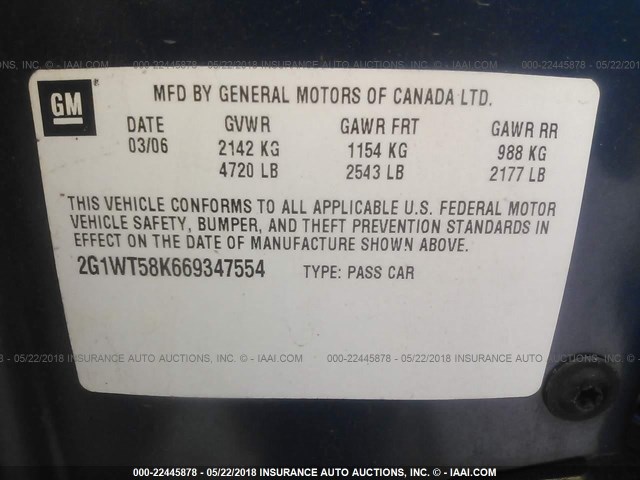 GM
MFD BY GENERAL MOTORS OF CANADA LTD.
DATE GVWR GAWR FRT GAWR RR
03/06 2142 KG 1154 KG 988 KG
4720 LB 2543 LB 2177 LB
THIS VEHICLE CONFORMS TO ALL APPLICABLE U.S. FEDERAL MOTOR
VEHICLE SAFETY, BUMPER, AND THEFT PREVENTION STANDARDS IN
EFFECT ON THE DATE OF MANUFACTURE SHOWN ABOVE.
2G1WT58K669347554 TYPE: PASS CAR
000-22445878 - 05/22/2018 INSURANCE AUTO AUCTIONS, INC. - © IAAI.COM